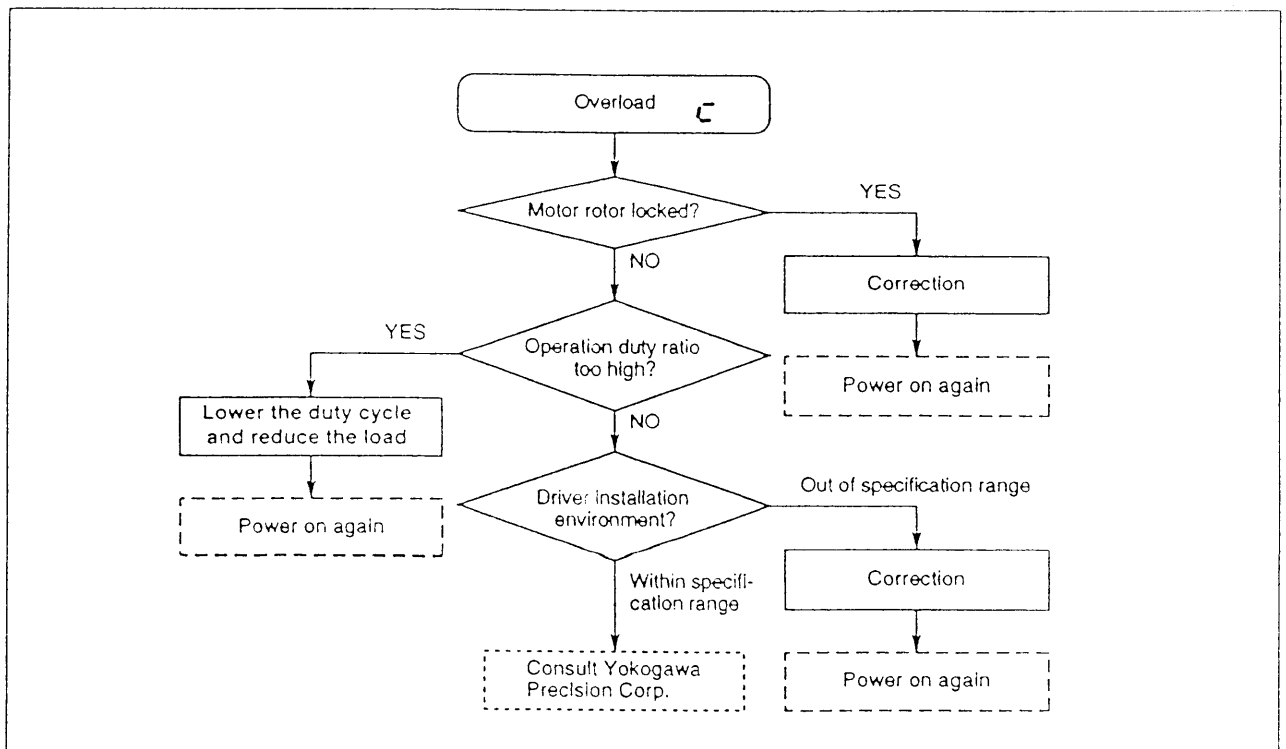 Overload
Motor rotor locked?
YES
NO
Correction
Power on again
Operation duty ratio
too high?
YES
Lower the duty cycle
and reduce the load
Power on again
NO
Driver installation
environment?
Out of specification range
Correction
Power on again
Within specifi-
cation range
Consult Yokogawa
Precision Corp.